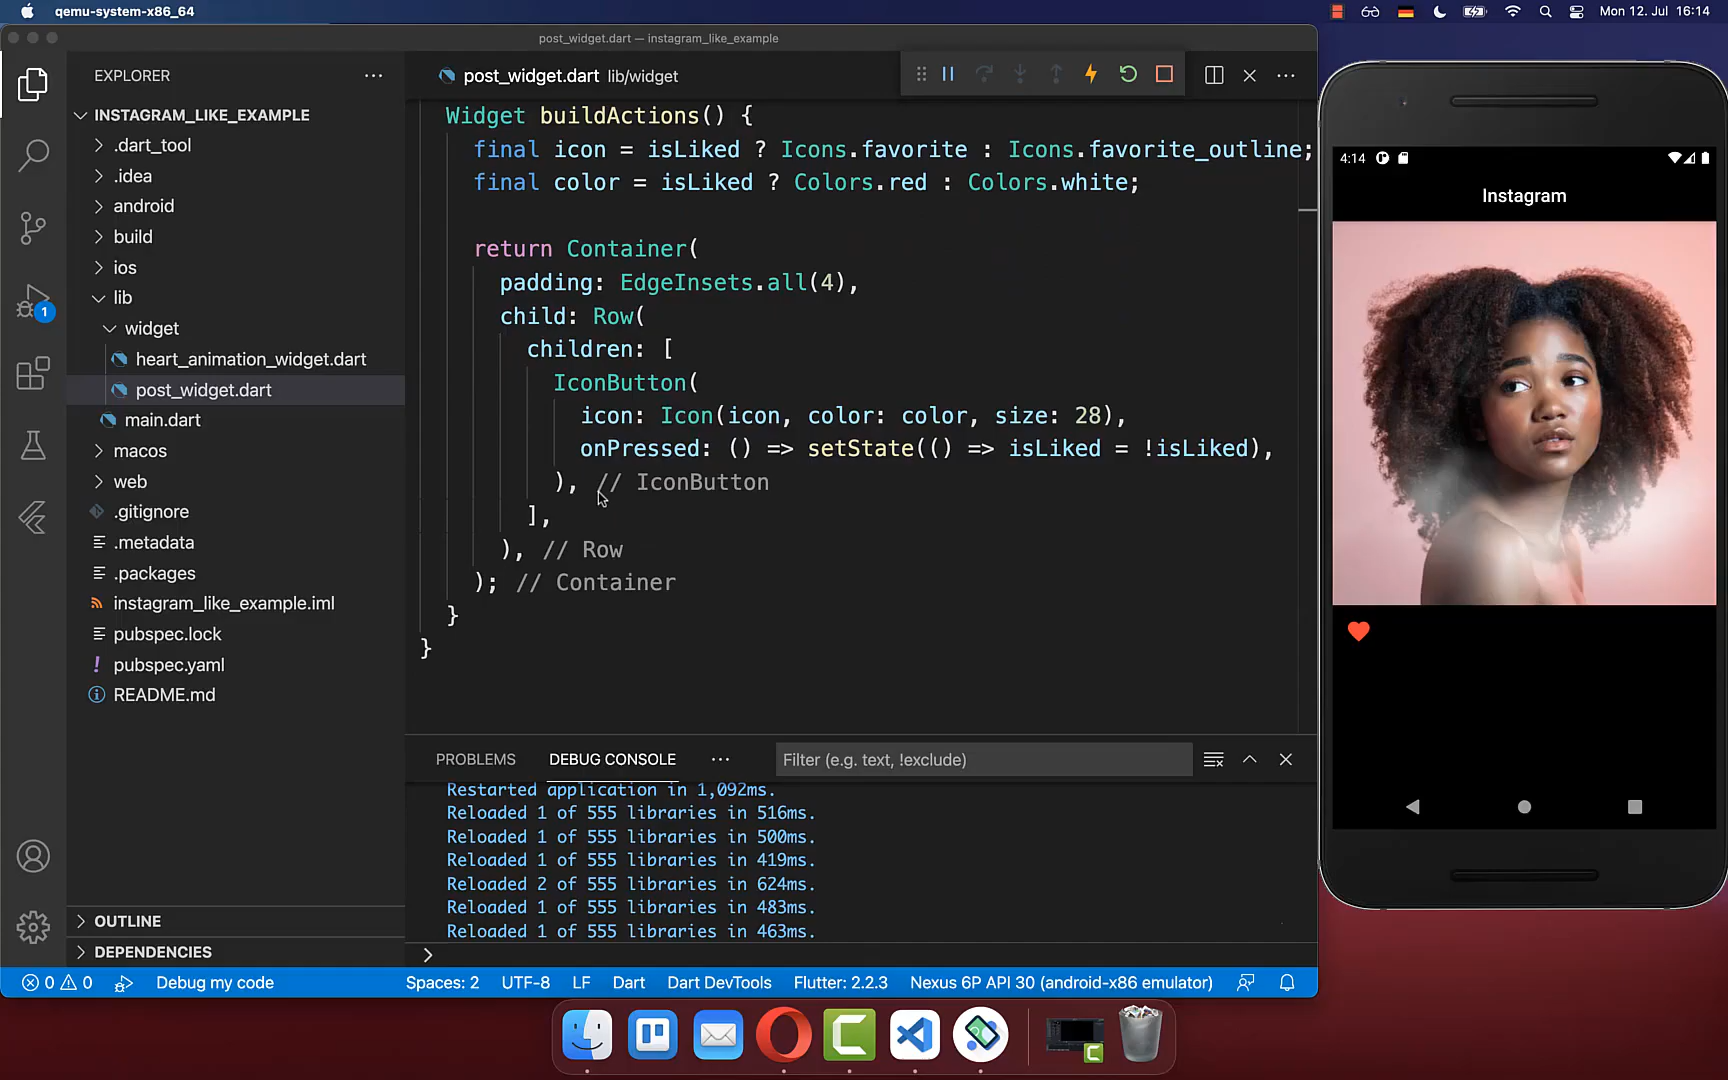 qemu-system-x86_64
Mon 12. Jul 16:14
post_widget.dart — instagram_like_example
EXPLORER
INSTAGRAM_LIKE_EXAMPLE
.dart_tool
.idea
android
build
ios
lib
widget
heart_animation_widget.dart
post_widget.dart
main.dart
macos
web
.gitignore
.metadata
.packages
instagram_like_example.iml
pubspec.lock
pubspec.yaml
README.md
OUTLINE
DEPENDENCIES
1
post_widget.dart lib/widget
Widget buildActions() {
final icon = isLiked ? Icons.favorite : Icons.favorite_outline;
final color = isLiked ? Colors.red : Colors.white;
return Container(
padding: EdgeInsets.all(4),
child: Row(
children: [
IconButton(
icon: Icon(icon, color: color, size: 28),
onPressed: () => setState(() => isLiked = !isLiked),
), // IconButton
],
), // Row
); // Container
}
}
PROBLEMS DEBUG CONSOLE Filter (e.g. text, !exclude)
Restarted application in 1,092ms.
Reloaded 1 of 555 libraries in 516ms.
Reloaded 1 of 555 libraries in 500ms.
Reloaded 1 of 555 libraries in 419ms.
Reloaded 2 of 555 libraries in 624ms.
Reloaded 1 of 555 libraries in 483ms.
Reloaded 1 of 555 libraries in 463ms.
0 0 Debug my code Spaces: 2 UTF-8 LF Dart Dart DevTools Flutter: 2.2.3 Nexus 6P API 30 (android-x86 emulator)
4:14
Instagram